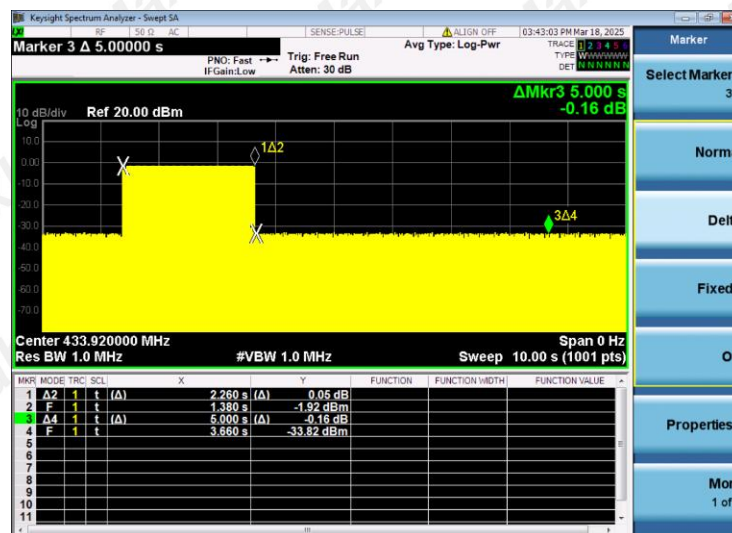 Keysight Spectrum Analyzer - Swept SA
RF 50 Ω AC SENSE:PULSE ALIGN OFF 03:43:03 PM Mar 18, 2025
Marker 3 Δ 5.00000 s
PNO: Fast
IFGain:Low
Trig: Free Run
Atten: 30 dB
Avg Type: Log-Pwr
TRACE 1 2 3 4 5 6
TYPE WWWWWW
DET N N N N N N
Marker
Select Marker
3
Norm
Delt
Fixed
O
Properties
Mor
1 of
ΔMkr3 5.000 s
-0.16 dB
10 dB/div Ref 20.00 dBm
Log
10.0
0.00
-10.0
-20.0
-30.0
-40.0
-50.0
-60.0
-70.0
1Δ2
3Δ4
Center 433.920000 MHz Span 0 Hz
Res BW 1.0 MHz #VBW 1.0 MHz Sweep 10.00 s (1001 pts)
MKR MODE TRC SCL X Y FUNCTION FUNCTION WIDTH FUNCTION VALUE
1 Δ2 1 t (Δ) 2.260 s (Δ) 0.05 dB
2 F 1 t 1.380 s -1.92 dBm
3 Δ4 1 t (Δ) 5.000 s (Δ) -0.16 dB
4 F 1 t 3.660 s -33.82 dBm
5
6
7
8
9
10
11